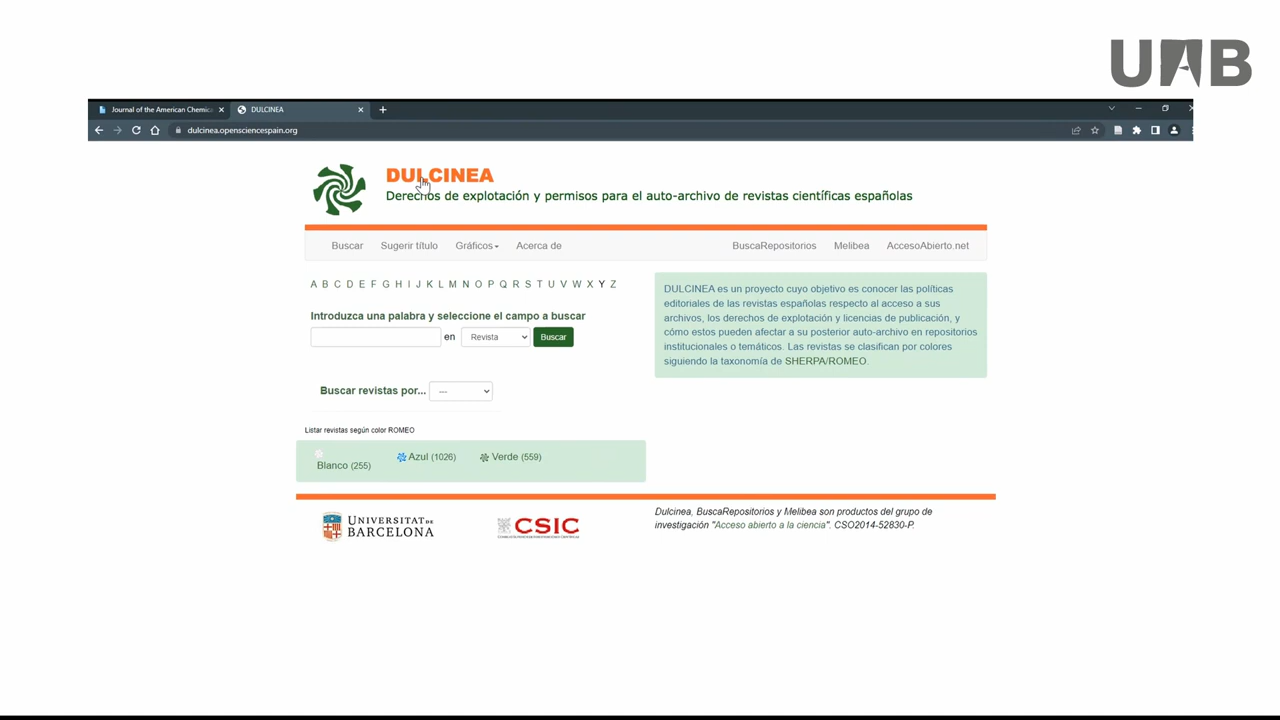 UAB
Journal of the American Chemic
DULCINEA
dulcinea.opensciencespain.org
DULCINEA
Derechos de explotación y permisos para el auto-archivo de revistas científicas españolas
Buscar Sugerir título Gráficos Acerca de BuscaRepositorios Melibea AccesoAbierto.net
A B C D E F G H I J K L M N O P Q R S T U V W X Y Z
Introduzca una palabra y seleccione el campo a buscar
en Revista Buscar
Buscar revistas por... ---
Listar revistas según color ROMEO
Blanco (255) Azul (1026) Verde (559)
DULCINEA es un proyecto cuyo objetivo es conocer las políticas
editoriales de las revistas españolas respecto al acceso a sus
archivos, los derechos de explotación y licencias de publicación, y
cómo estos pueden afectar a su posterior auto-archivo en repositorios
institucionales o temáticos. Las revistas se clasifican por colores
siguiendo la taxonomía de SHERPA/ROMEO.
UNIVERSITAT DE
BARCELONA
CSIC
Dulcinea, BuscaRepositorios y Melibea son productos del grupo de
investigación "Acceso abierto a la ciencia". CSO2014-52830-P.